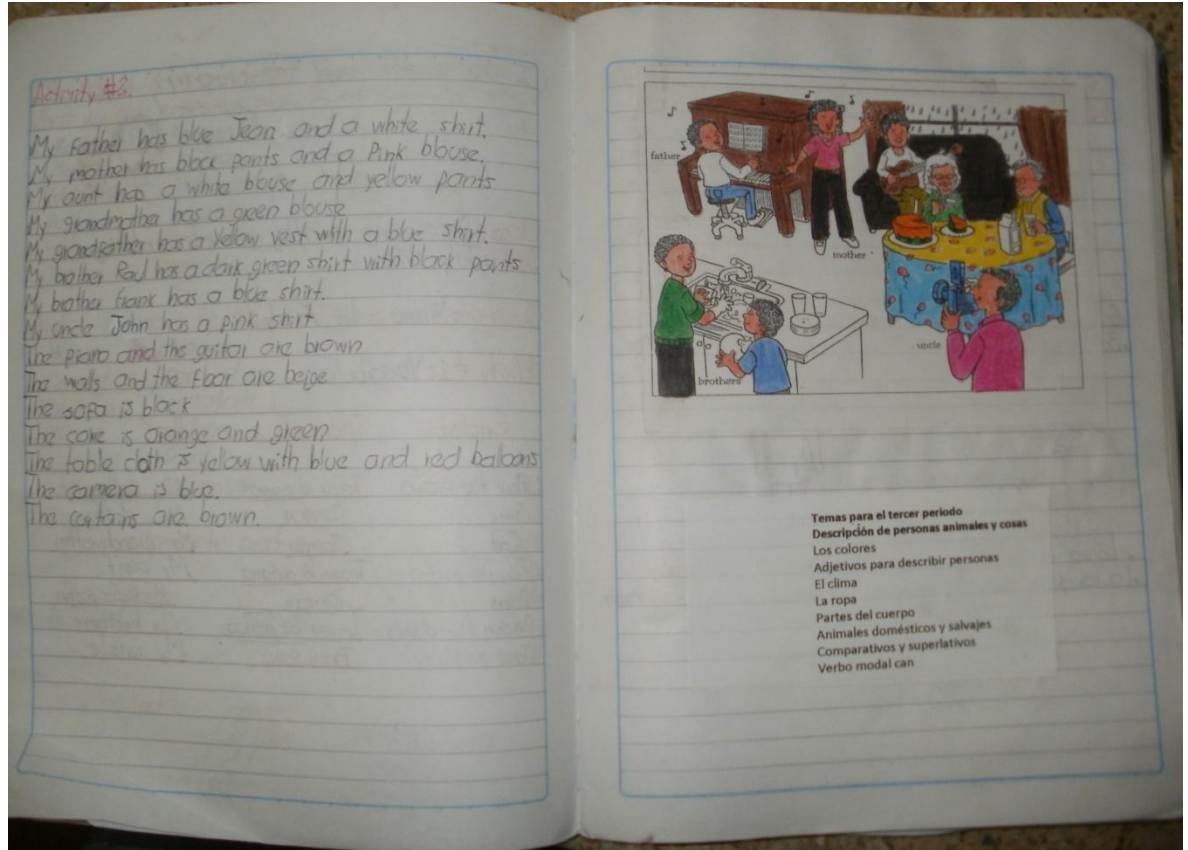 Activity #2.
My Father has blue Jean and a white shirt.
My mother has black pants and a Pink blouse.
My aunt has a white blouse and yellow pants
My grandmother has a green blouse
My grandfather has a Yellow vest with a blue shirt.
My brother Raul has a dark green shirt with black pants
My brother frank has a blue shirt.
My uncle John has a pink shirt
The piano and the guitar are brown
The walls and the floor are beige
The sofa is black
The cake is orange and green
The table cloth is yellow with blue and red baloons
The camera is blue.
The cortains are brown.
father
mother
uncle
brothers
Temas para el tercer periodo
Descripción de personas animales y cosas
Los colores
Adjetivos para describir personas
El clima
La ropa
Partes del cuerpo
Animales domésticos y salvajes
Comparativos y superlativos
Verbo modal can